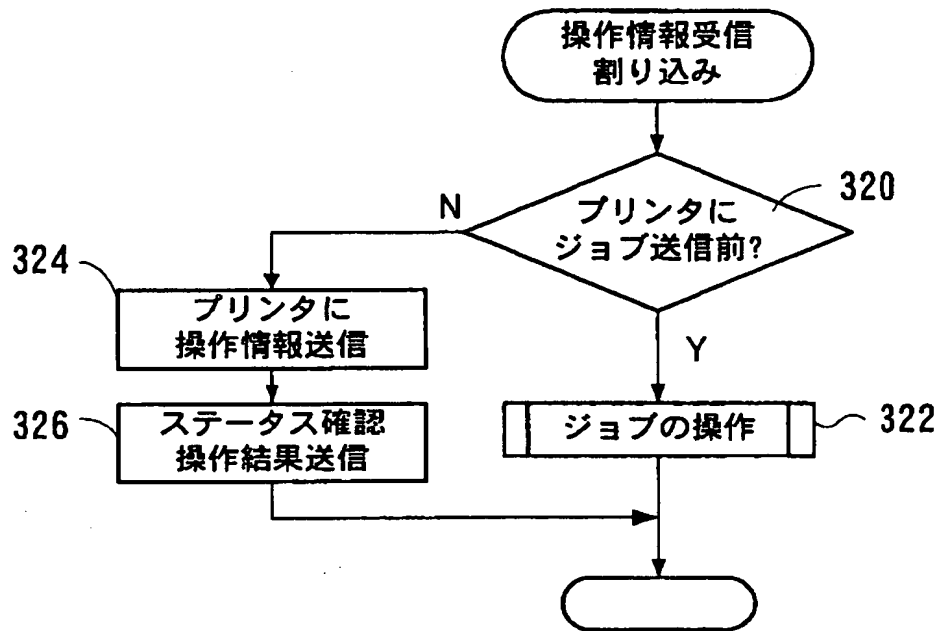 操作情報受信
割り込み
320
プリンタに
ジョブ送信前?
N
Y
324
プリンタに
操作情報送信
326
ステータス確認
操作結果送信
ジョブの操作
322